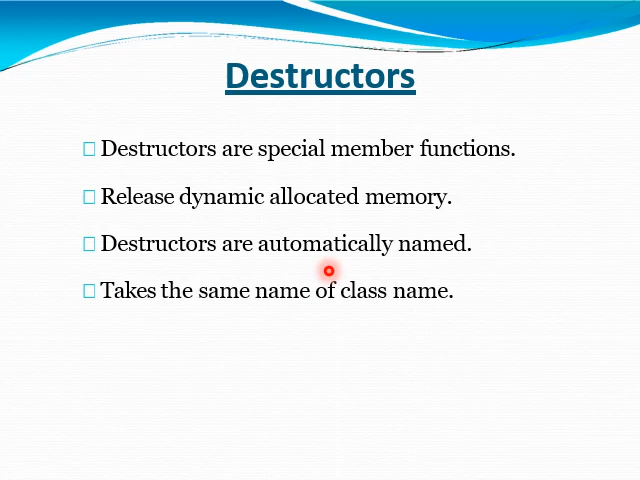 Destructors
Destructors are special member functions.
Release dynamic allocated memory.
Destructors are automatically named.
Takes the same name of class name.